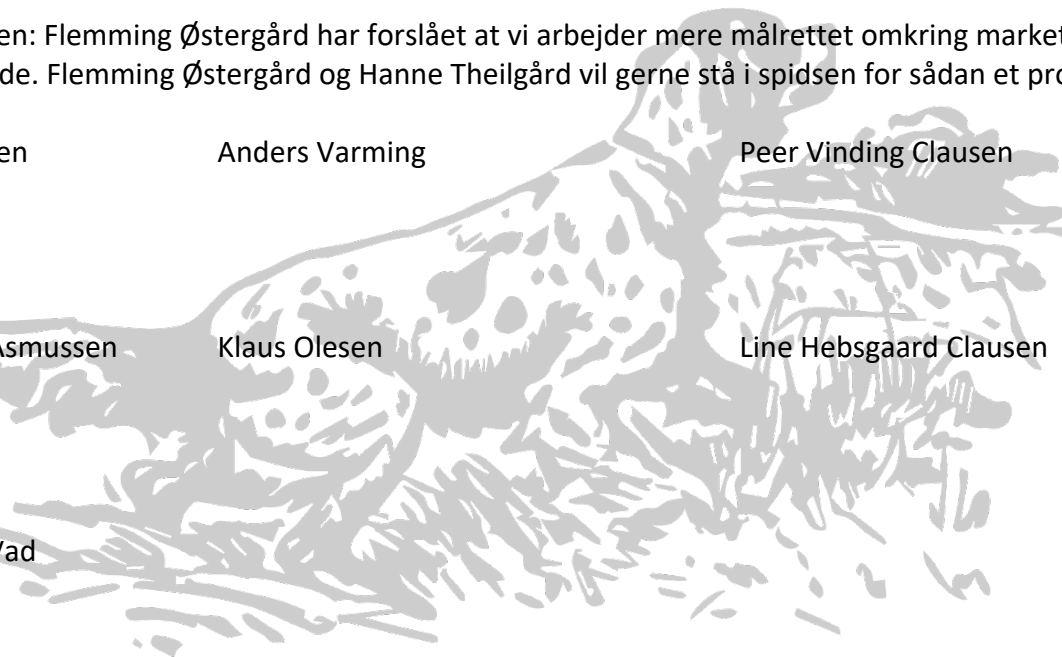 en: Flemming Østergård har forslået at vi arbejder mere målrettet omkring market
de. Flemming Østergård og Hanne Theilgård vil gerne stå i spidsen for sådan et pro
en Anders Varming Peer Vinding Clausen
Asmussen Klaus Olesen Line Hebsgaard Clausen
Vad